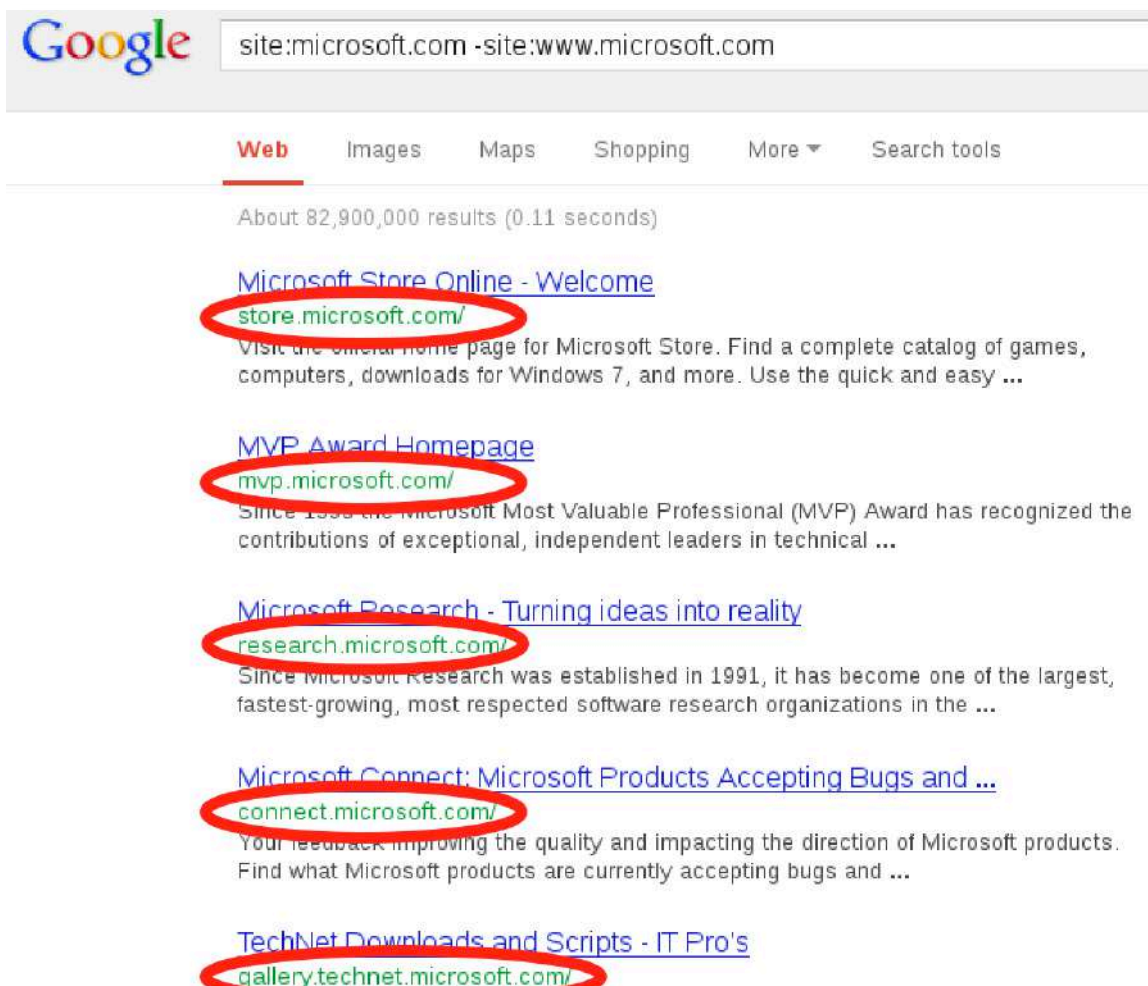 Google
site:microsoft.com -site:www.microsoft.com
Web Images Maps Shopping More Search tools
About 82,900,000 results (0.11 seconds)
Microsoft Store Online - Welcome
store.microsoft.com/
Visit the official home page for Microsoft Store. Find a complete catalog of games,
computers, downloads for Windows 7, and more. Use the quick and easy ...
MVP Award Homepage
mvp.microsoft.com/
Since 1993 the Microsoft Most Valuable Professional (MVP) Award has recognized the
contributions of exceptional, independent leaders in technical ...
Microsoft Research - Turning ideas into reality
research.microsoft.com/
Since Microsoft Research was established in 1991, it has become one of the largest,
fastest-growing, most respected software research organizations in the ...
Microsoft Connect: Microsoft Products Accepting Bugs and ...
connect.microsoft.com/
Your feedback improving the quality and impacting the direction of Microsoft products.
Find what Microsoft products are currently accepting bugs and ...
TechNet Downloads and Scripts - IT Pro's
gallery.technet.microsoft.com/